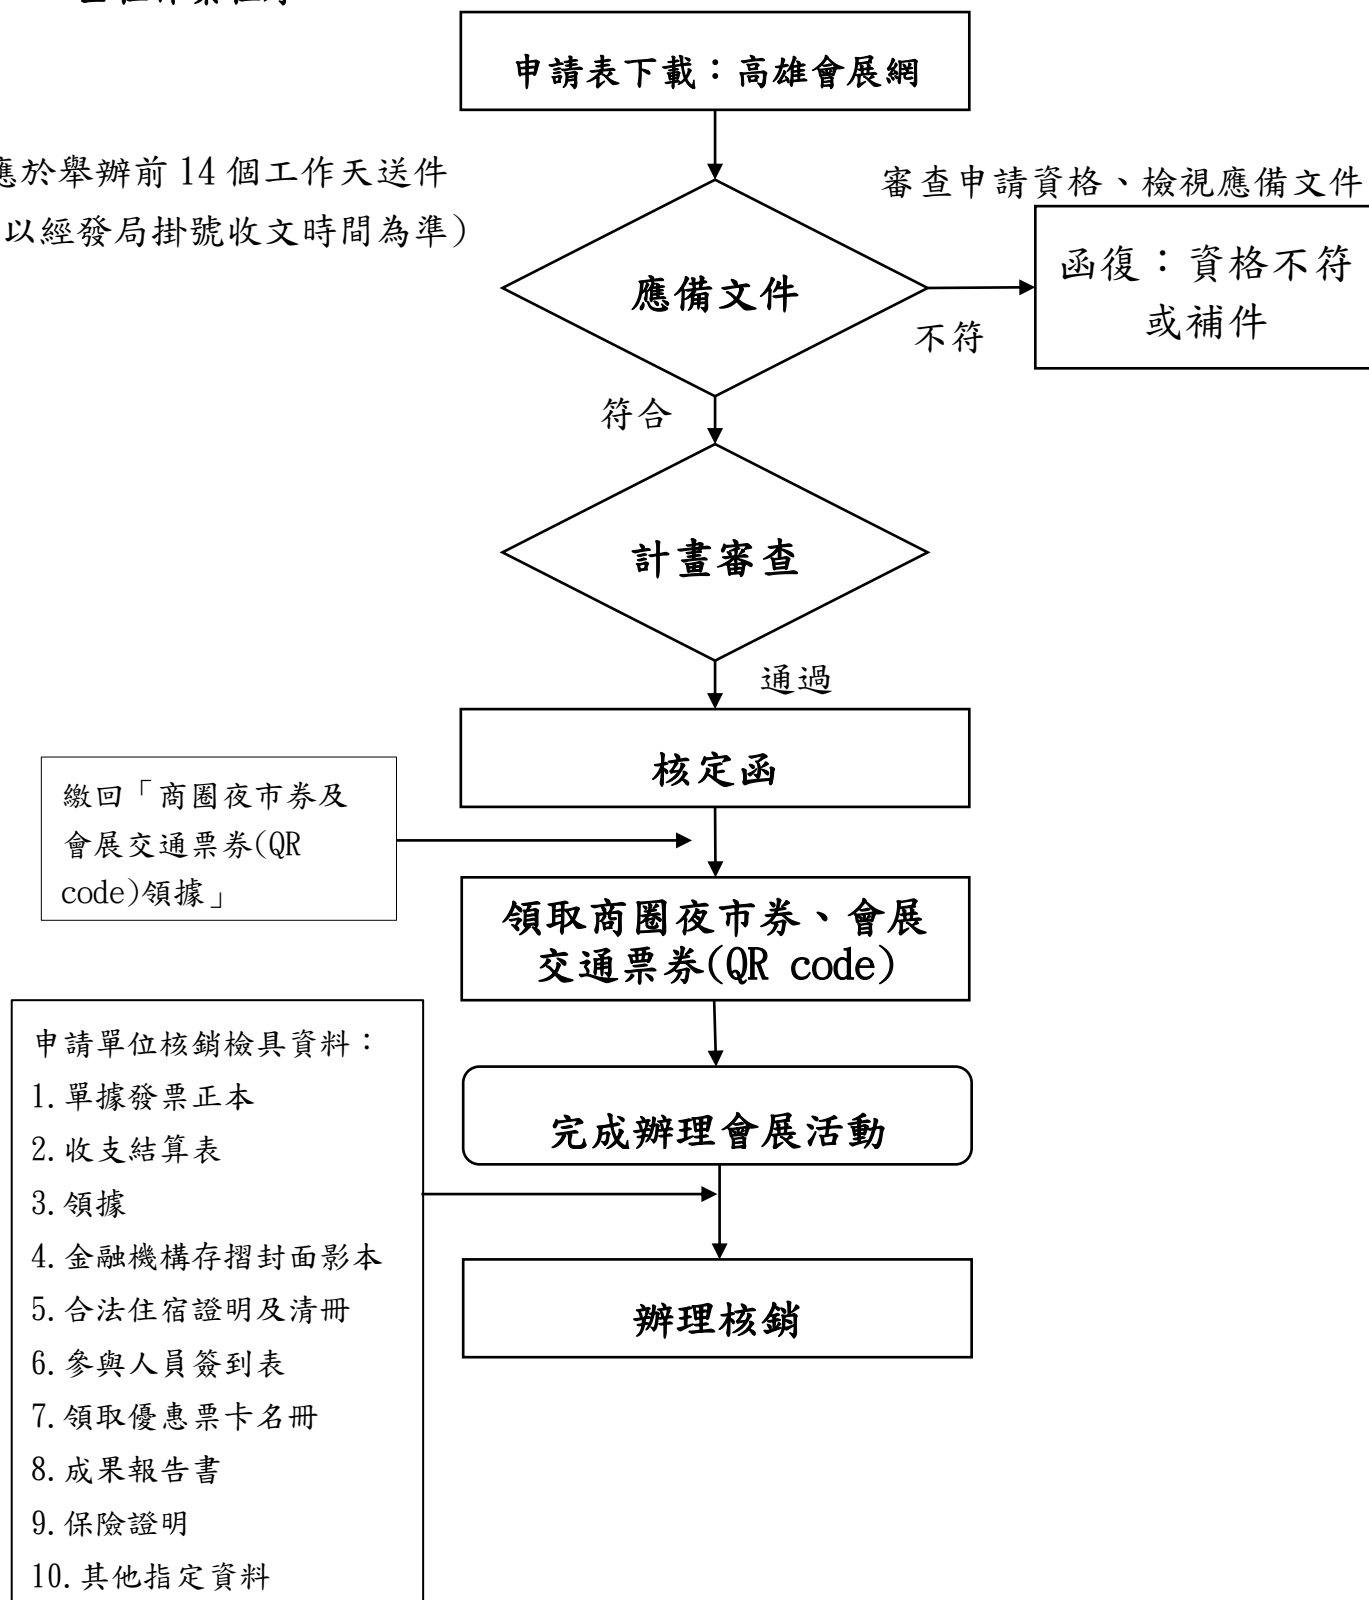 申請表下載：高雄會展網
應於舉辦前 14 個工作天送件
以經發局掛號收文時間為準）
審查申請資格、檢視應備文件
應備文件
函復：資格不符
或補件
不符
符合
計畫審查
通過
核定函
繳回「商圈夜市券及
會展交通票券(QR
code)領據」
領取商圈夜市券、會展
交通票券(QR code)
申請單位核銷檢具資料：
1.單據發票正本
2.收支結算表
3.領據
4.金融機構存摺封面影本
5.合法住宿證明及清冊
6.參與人員簽到表
7.領取優惠票卡名冊
8.成果報告書
9.保險證明
10.其他指定資料
完成辦理會展活動
辦理核銷